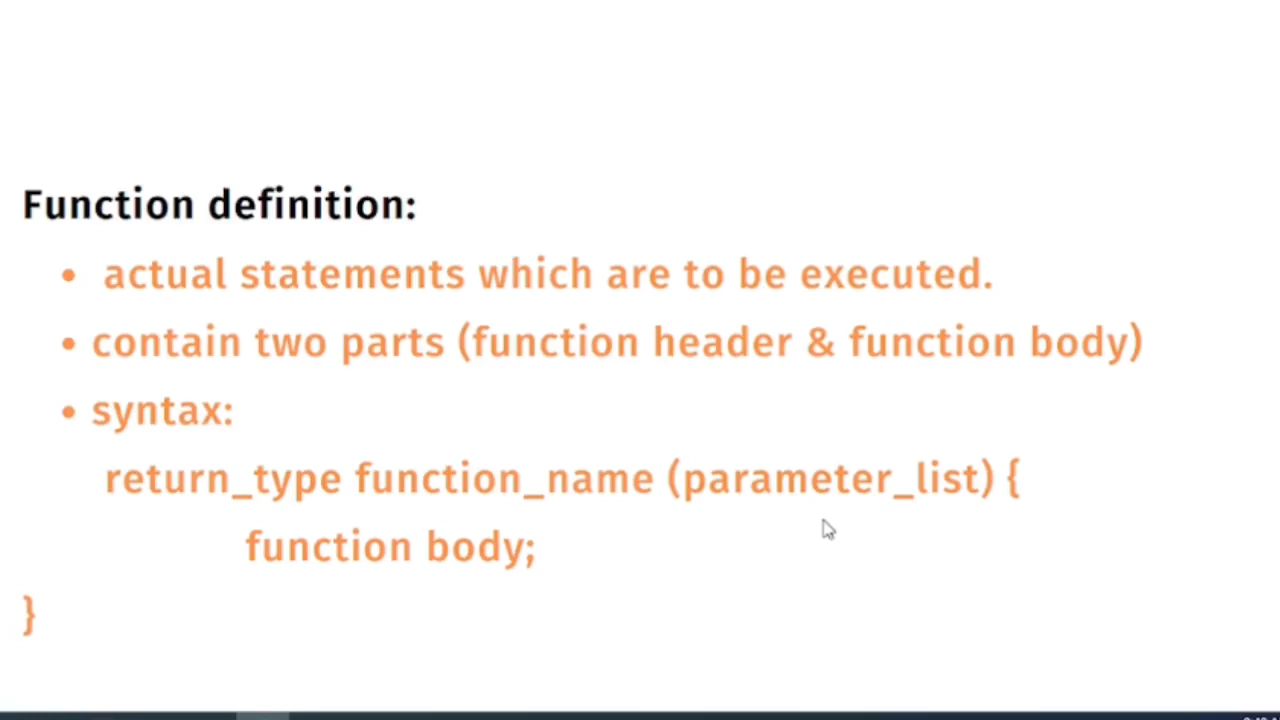 Function definition:
• actual statements which are to be executed.
• contain two parts (function header & function body)
• syntax:
return_type function_name (parameter_list) {
function body;
}